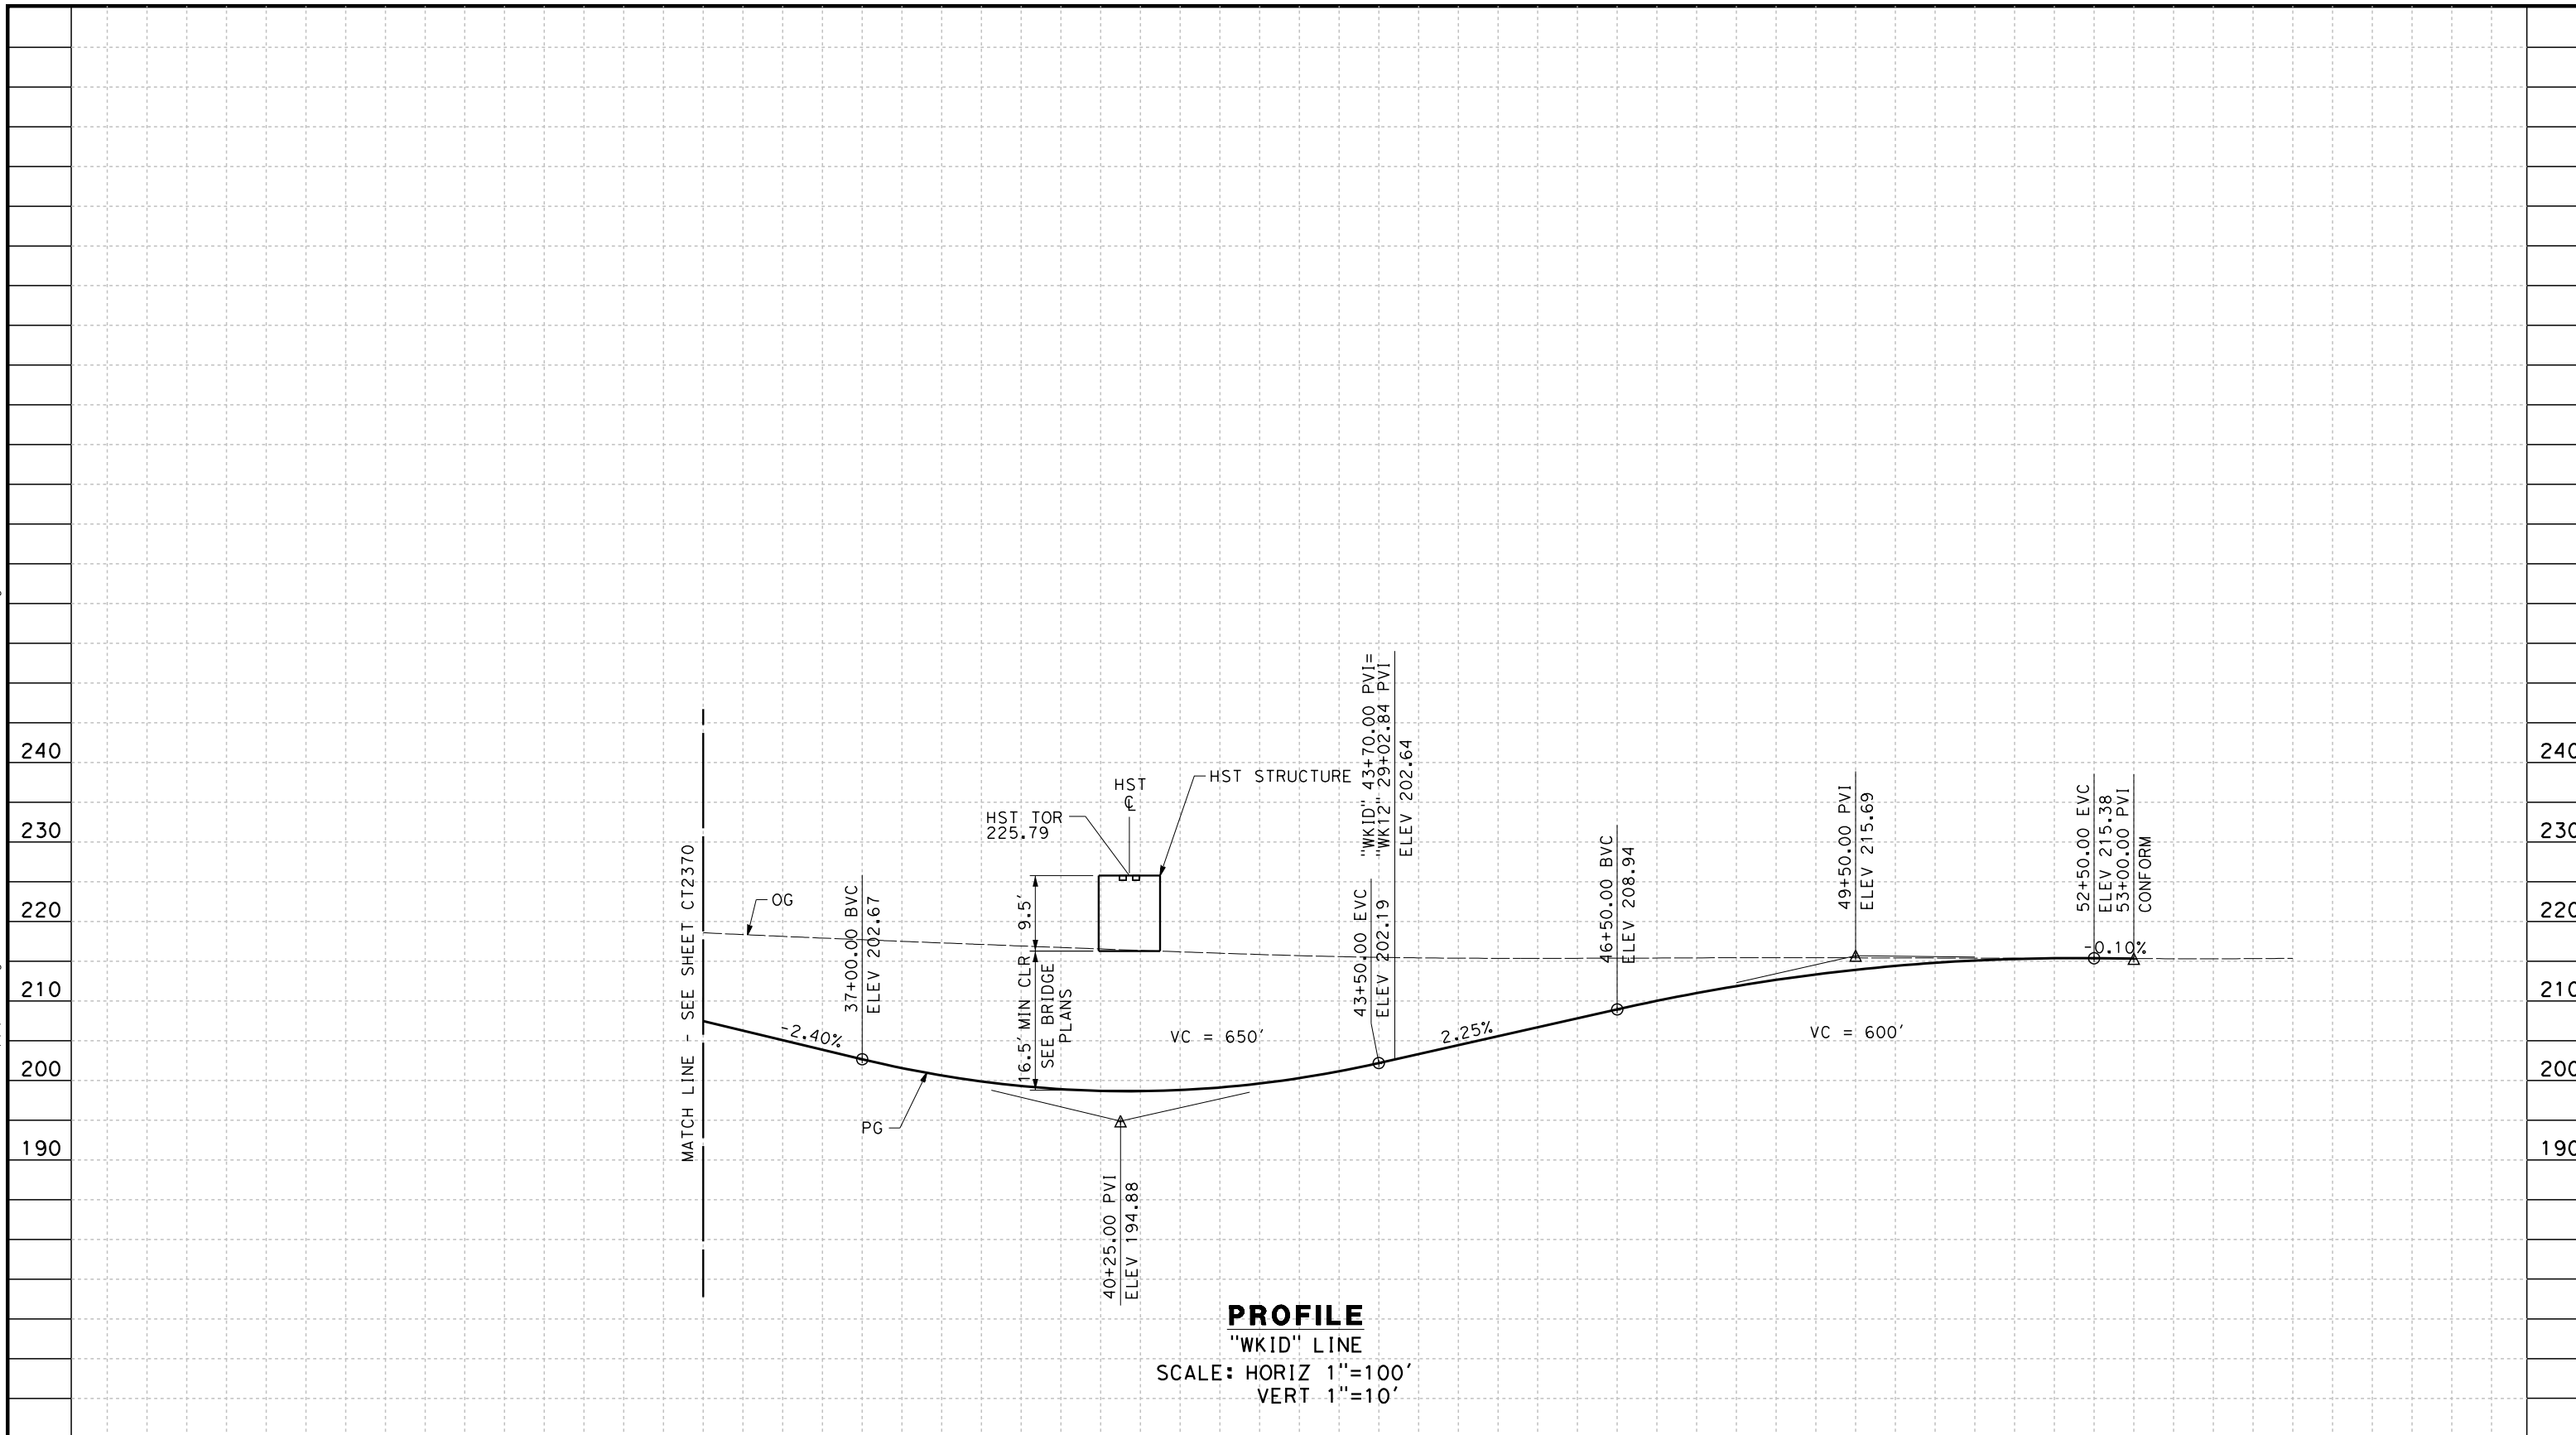 240
230
220
210
200
190
MATCH LINE - SEE SHEET CT2370
OG
-2.40%
37+00.00 BVC
ELEV 202.67
PG
HST TOR
225.79
HST
℄
HST STRUCTURE
9.5'
16.5' MIN CLR
SEE BRIDGE
PLANS
40+25.00 PVI
ELEV 194.88
VC = 650'
43+50.00 EVC
ELEV 202.19
"WKID" 43+70.00 PVI=
"WK12" 29+02.84 PVI
ELEV 202.64
2.25%
46+50.00 BVC
ELEV 208.94
VC = 600'
49+50.00 PVI
ELEV 215.69
52+50.00 EVC
ELEV 215.38
53+00.00 PVI
CONFORM
-0.10%
240
230
220
210
200
190
PROFILE
"WKID" LINE
SCALE: HORIZ 1"=100'
VERT 1"=10'